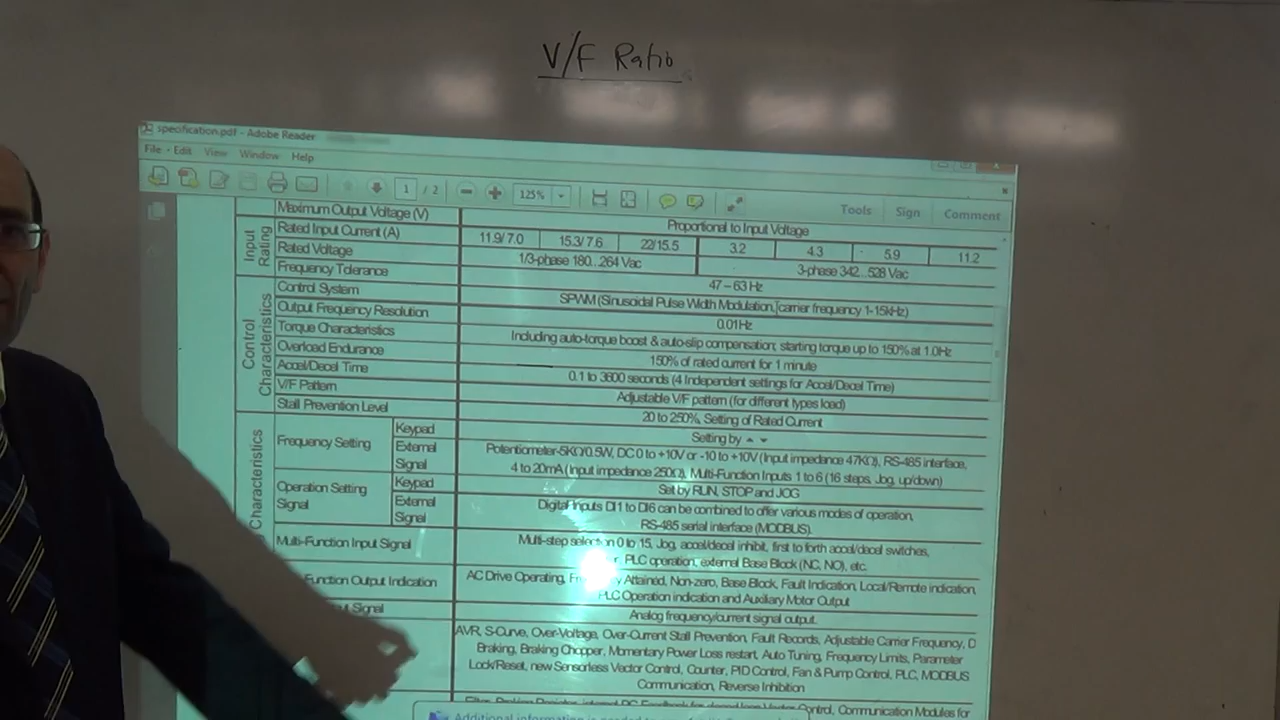 V/F Ratio
specification.pdf - Adobe Reader
File Edit View Window Help
1 / 2 125% Tools Sign Comment
Maximum Output Voltage (V) Proportional to Input Voltage
Input Rating
Rated Input Current (A) 11.9/7.0 15.3/7.6 22/15.5 3.2 4.3 5.9 11.2
Rated Voltage 1/3-phase 180...264 Vac 3-phase 342...528 Vac
Frequency Tolerance 47 – 63 Hz
Control Characteristics
Control System SPWM (Sinusoidal Pulse Width Modulation, carrier frequency 1-15kHz)
Output Frequency Resolution 0.01Hz
Torque Characteristics Including auto-torque boost & auto-slip compensation; starting torque up to 150% at 1.0Hz
Overload Endurance 150% of rated current for 1 minute
Accel/Decel Time 0.1 to 3600 seconds (4 Independent settings for Accel/Decel Time)
V/F Pattern Adjustable V/F pattern (for different types load)
Stall Prevention Level 20 to 250%, Setting of Rated Current
Characteristics
Frequency Setting Keypad Setting by
External Signal Potentiometer-5KΩ/0.5W, DC 0 to +10V or -10 to +10V (Input impedance 47KΩ), RS-485 interface,
4 to 20mA (Input impedance 250Ω), Multi-Function Inputs 1 to 6 (16 steps, Jog, up/down)
Operation Setting Signal Keypad Set by RUN, STOP and JOG
External Signal Digital Inputs DI1 to DI6 can be combined to offer various modes of operation,
RS-485 serial interface (MODBUS).
Multi-Function Input Signal Multi-step selection 0 to 15, Jog, accel/decel inhibit, first to forth accel/decel switches,
PLC operation, external Base Block (NC, NO), etc.
Function Output Indication AC Drive Operating, Attained, Non-zero, Base Block, Fault Indication, Local/Remote indication,
PLC Operation indication and Auxiliary Motor Output
Signal Analog frequency/current signal output.
AVR, S-Curve, Over-Voltage, Over-Current Stall Prevention, Fault Records, Adjustable Carrier Frequency, D
Braking, Braking Chopper, Momentary Power Loss restart, Auto Tuning, Frequency Limits, Parameter
Lock/Reset, new Sensorless Vector Control, Counter, PID Control, Fan & Pump Control, PLC, MODBUS
Communication, Reverse Inhibition
Control, Communication Modules for
Additional information is needed